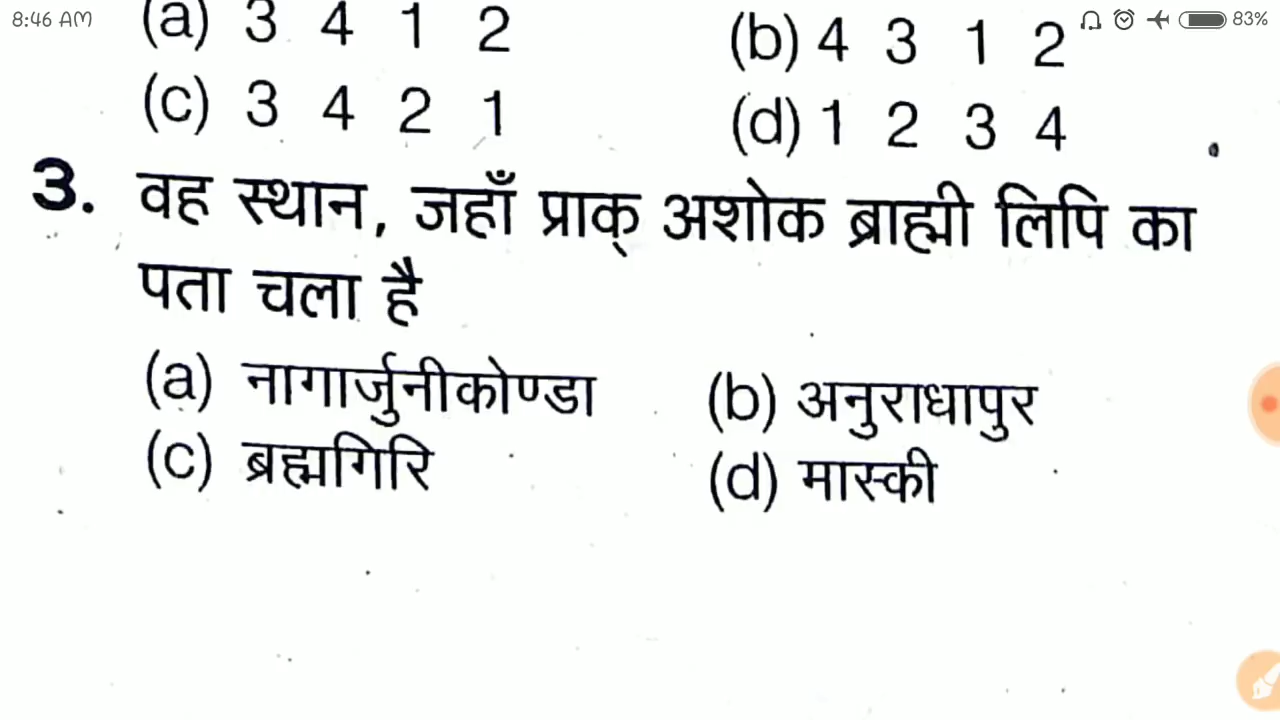 8:46 AM
83%
(a) 3 4 1 2 (b) 4 3 1 2
(c) 3 4 2 1 (d) 1 2 3 4
3. वह स्थान, जहाँ प्राक् अशोक ब्राह्मी लिपि का
पता चला है
(a) नागार्जुनीकोण्डा (b) अनुराधापुर
(c) ब्रह्मगिरि (d) मास्की